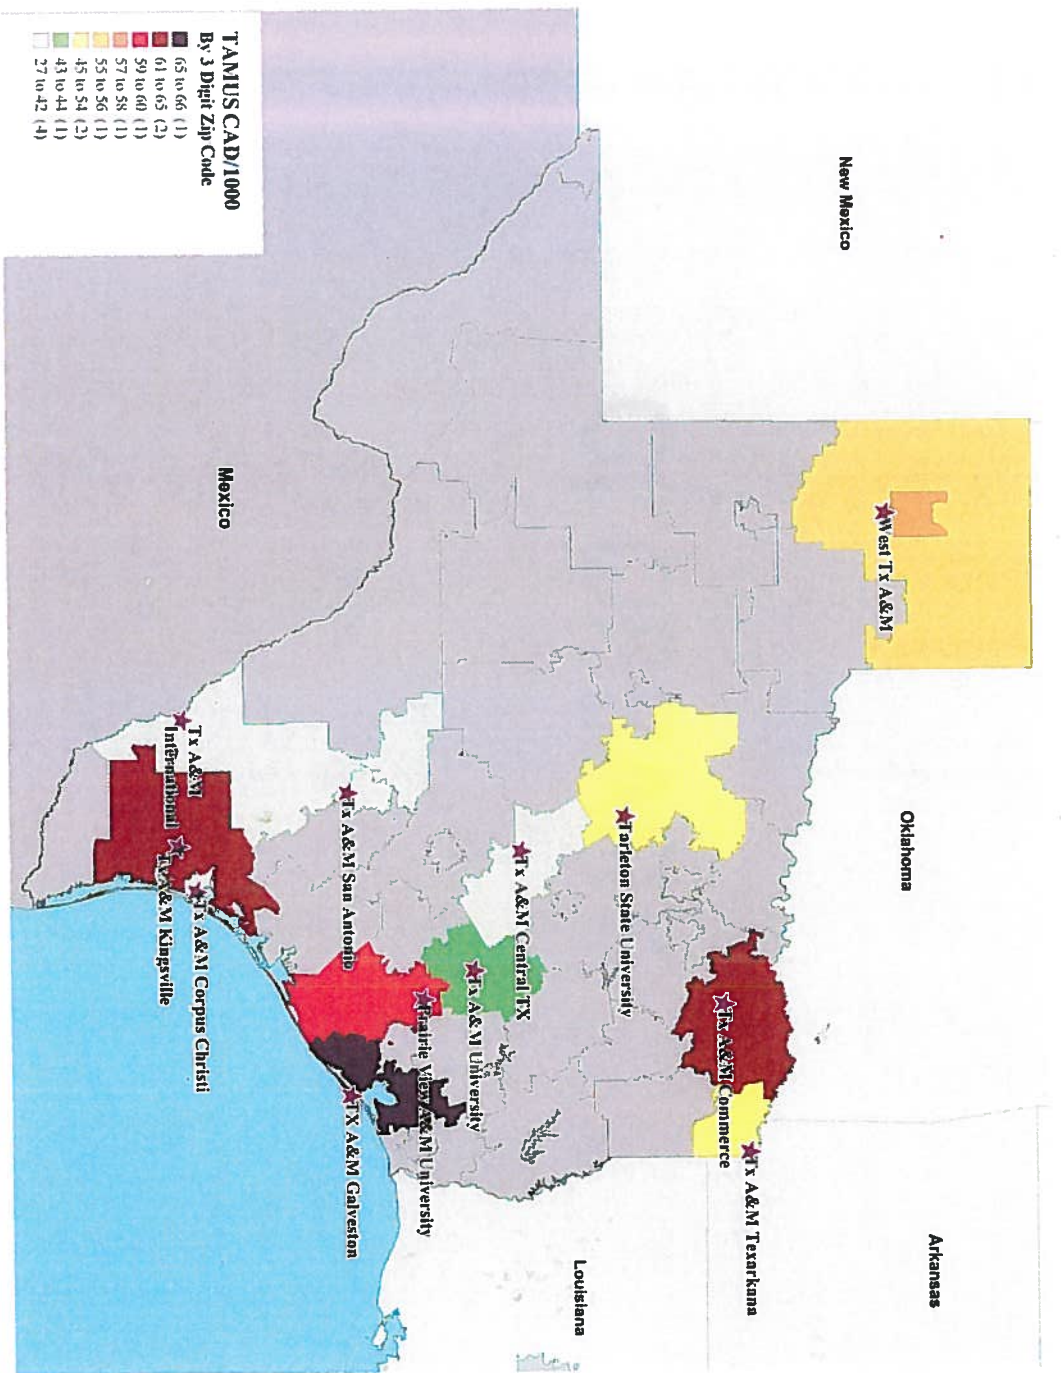 New Mexico
Oklahoma
Arkansas
Louisiana
Mexico
West Tx A&M
Tx A&M Texarkana
Tx A&M Commerce
Tarleton State University
Tx A&M Central TX
Tx A&M University
Prairie View A&M University
TX A&M Galveston
Tx A&M San Antonio
Tx A&M
International
Tx A&M Corpus Christi
Tx A&M Kingsville
TAMUS CAD/1000
By 3 Digit Zip Code
65 to 66 (1)
61 to 65 (2)
59 to 60 (1)
57 to 58 (1)
55 to 56 (1)
45 to 54 (2)
43 to 44 (1)
27 to 42 (4)